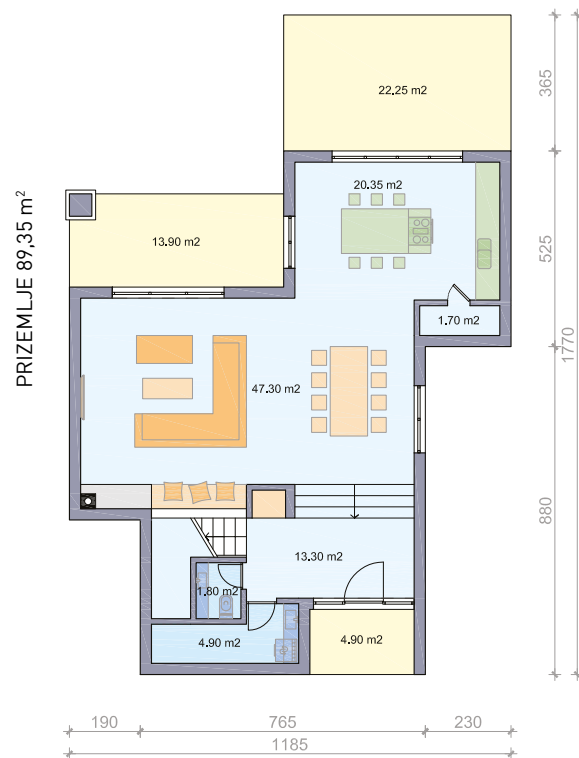 22.25 m2
365
PRIZEMLJE 89,35 m²
20.35 m2
13.90 m2
525
1.70 m2
1770
47.30 m2
880
13.30 m2
1.80 m2
4.90 m2
4.90 m2
190
765
230
1185